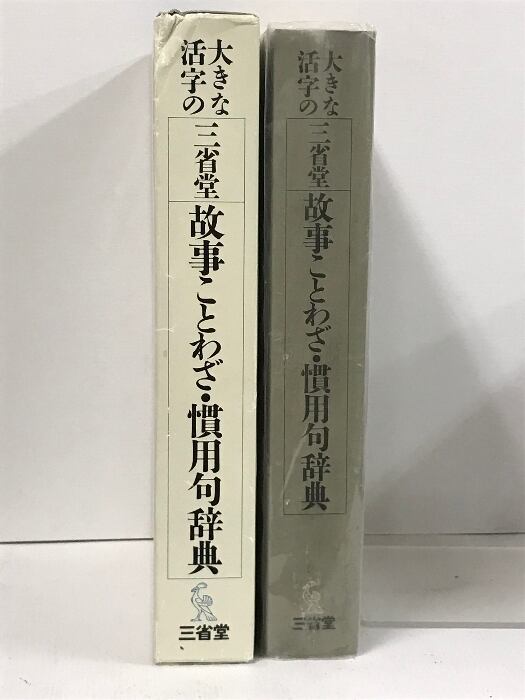 大きな
活字の
三省堂
故事ことわざ・慣用句辞典
三省堂
大きな
活字の
三省堂
故事ことわざ・慣用句辞典
三省堂